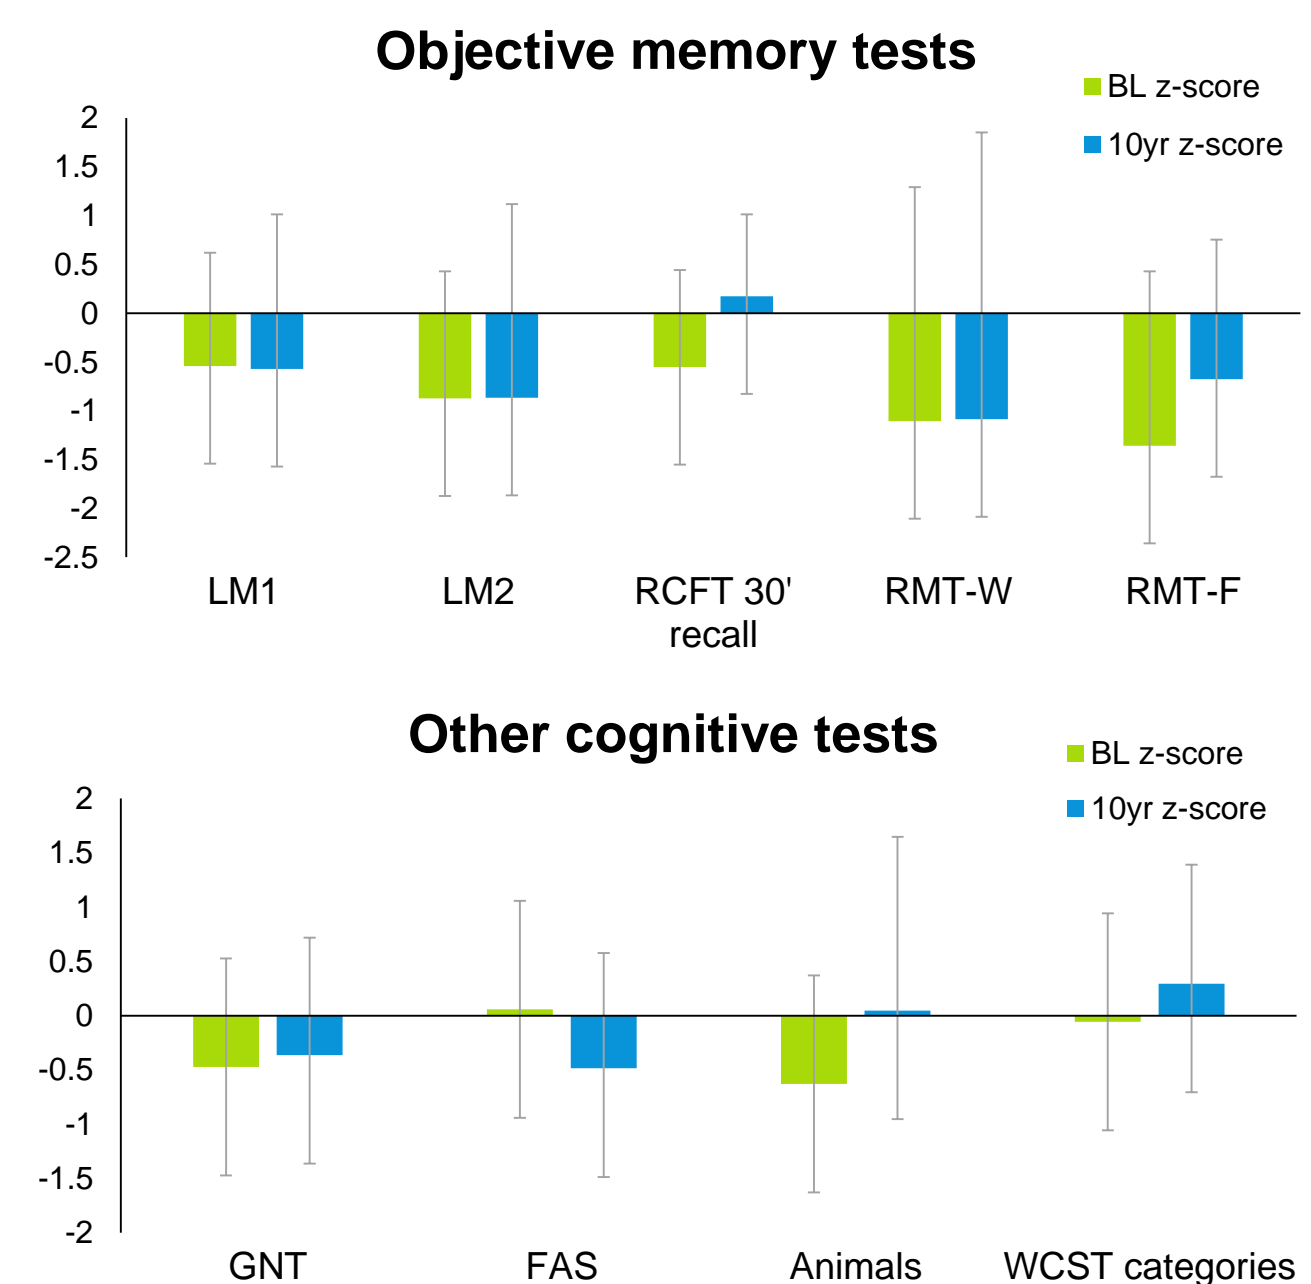 Objective memory tests
BL z-score
10yr z-score
2
1.5
1
0.5
0
-0.5
-1
-1.5
-2
-2.5
LM1 LM2 RCFT 30' RMT-W RMT-F
recall
Other cognitive tests
BL z-score
10yr z-score
2
1.5
1
0.5
0
-0.5
-1
-1.5
-2
GNT FAS Animals WCST categories